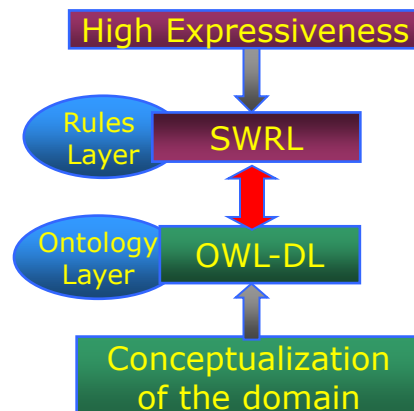 High Expressiveness
Rules
Layer
SWRL
Ontology
Layer
OWL-DL
Conceptualization
of the domain